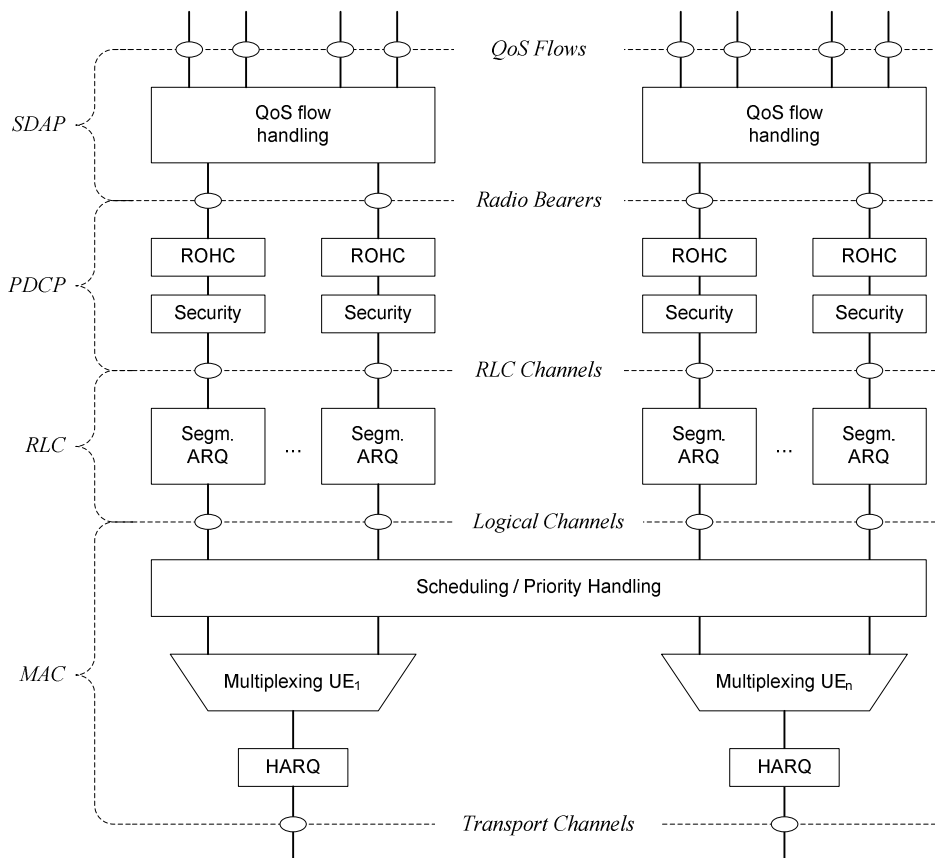 QoS Flows
SDAP
QoS flow
handling
QoS flow
handling
Radio Bearers
ROHC
ROHC
ROHC
ROHC
PDCP
Security
Security
Security
Security
RLC Channels
RLC
Segm.
ARQ
...
Segm.
ARQ
Segm.
ARQ
...
Segm.
ARQ
Logical Channels
Scheduling / Priority Handling
MAC
Multiplexing UE₁
Multiplexing UEₙ
HARQ
HARQ
Transport Channels